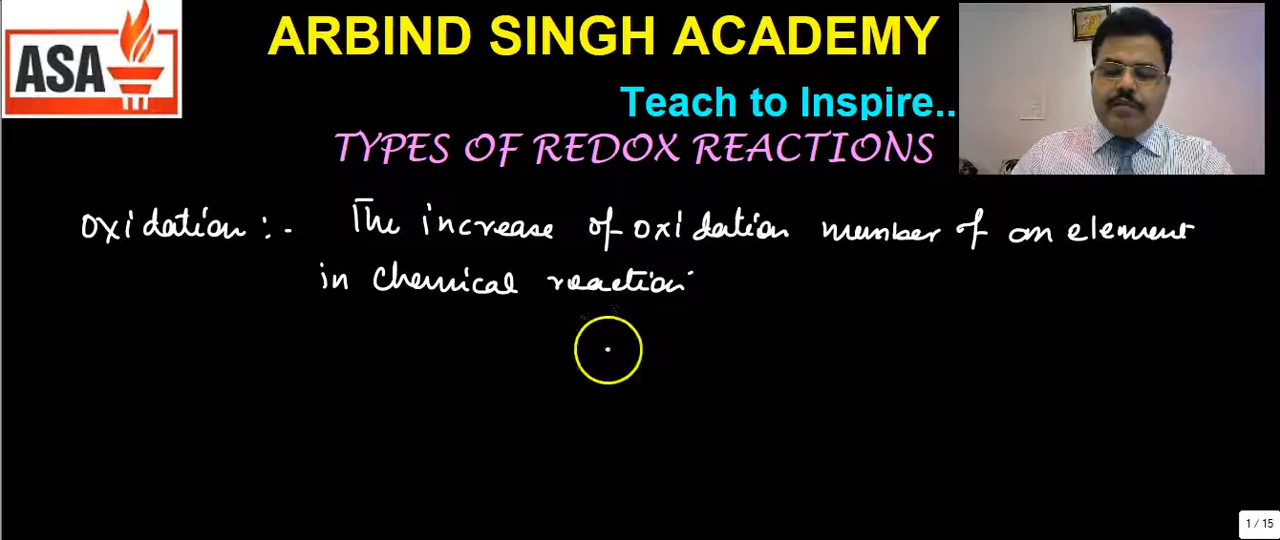 ASA
ARBIND SINGH ACADEMY
Teach to Inspire..
TYPES OF REDOX REACTIONS
Oxidation :- The increase of oxidation number of an element
in chemical reaction
1 / 15